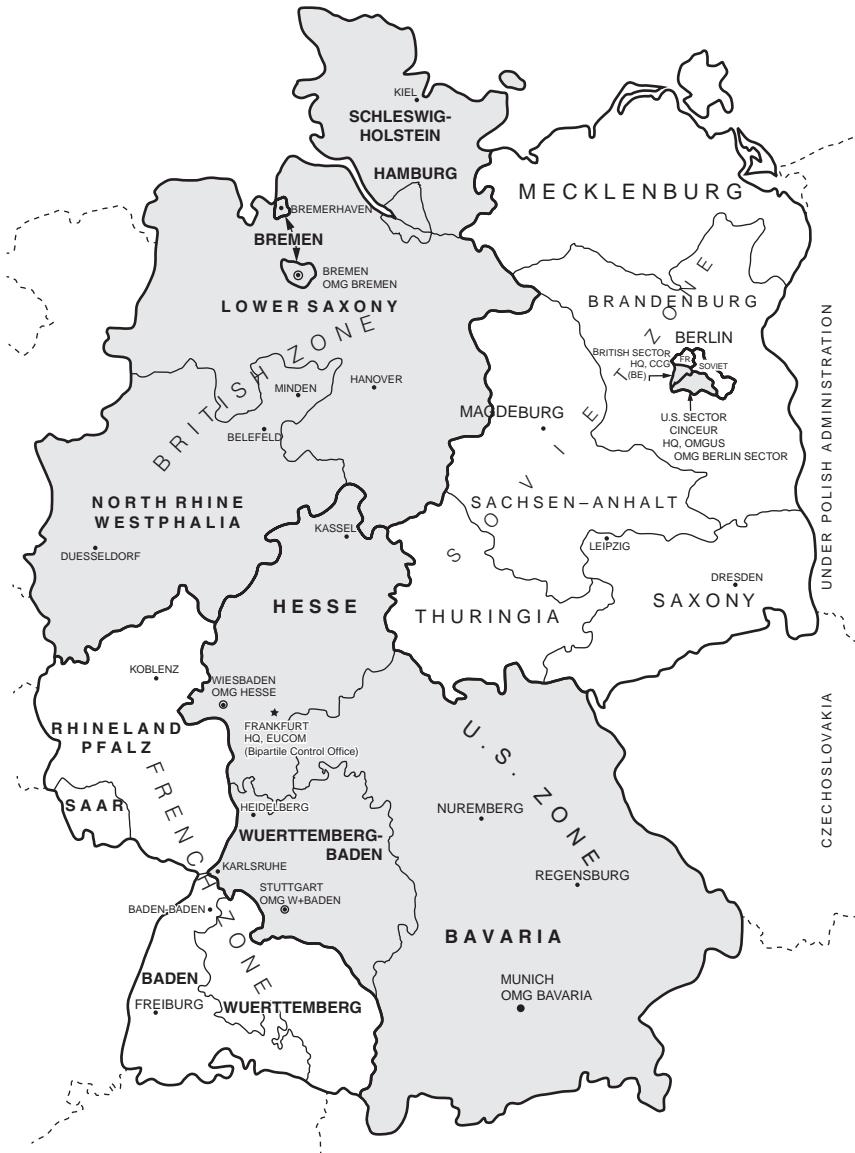 KIEL
SCHLESWIG-
HOLSTEIN
HAMBURG
MECKLENBURG
BREMERHAVEN
BREMEN
BREMEN
OMG BREMEN
LOWER SAXONY
BRITISH ZONE
MINDEN
HANOVER
BELEFELD
NORTH RHINE
WESTPHALIA
DUESSELDORF
BRANDENBURG
BERLIN
BRITISH SECTOR
HQ, CCG
(BE)
FR
SOVIET
U.S. SECTOR
CINCEUR
HQ, OMGUS
OMG BERLIN SECTOR
MAGDEBURG
SOVIET ZONE
SACHSEN–ANHALT
LEIPZIG
DRESDEN
SAXONY
THURINGIA
UNDER POLISH ADMINISTRATION
CZECHOSLOVAKIA
KASSEL
HESSE
KOBLENZ
WIESBADEN
OMG HESSE
FRANKFURT
HQ, EUCOM
(Bipartile Control Office)
RHINELAND
PFALZ
SAAR
FRENCH ZONE
HEIDELBERG
WUERTTEMBERG-
BADEN
KARLSRUHE
STUTTGART
OMG W+BADEN
BADEN-BADEN
BADEN
FREIBURG
WUERTTEMBERG
U.S. ZONE
NUREMBERG
REGENSBURG
BAVARIA
MUNICH
OMG BAVARIA